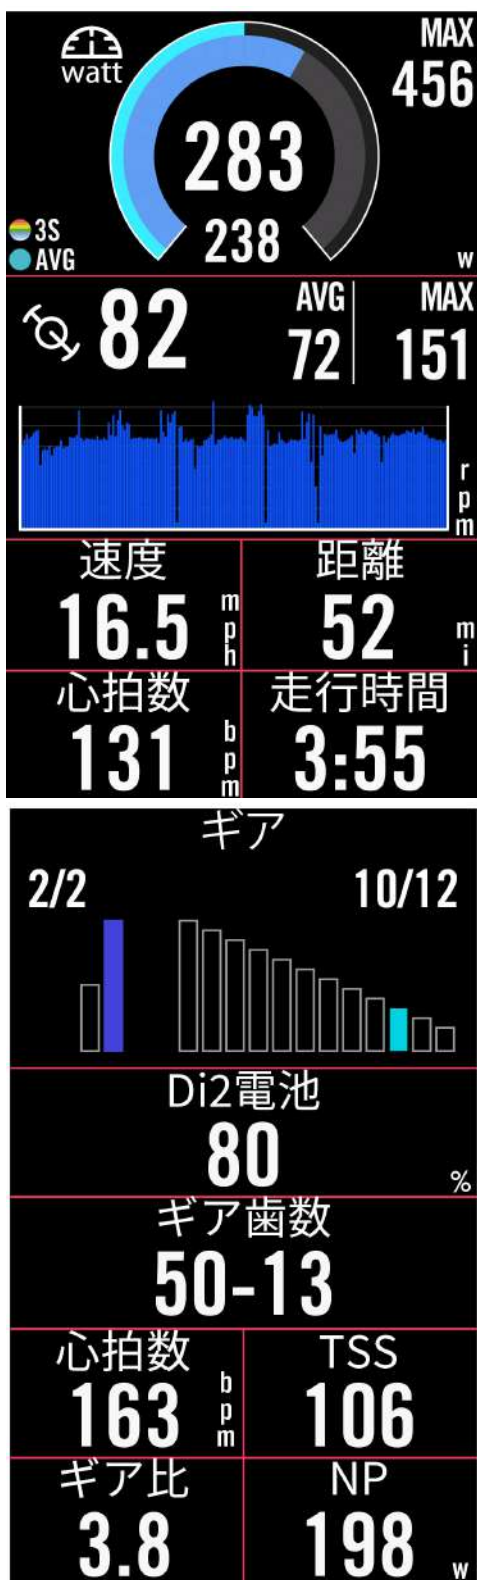 watt
MAX
456
283
238
3S
AVG
w
82
AVG
72
MAX
151
rpm
速度
16.5
mph
距離
52
mi
心拍数
131
bpm
走行時間
3:55
ギア
2/2
10/12
Di2電池
80
%
ギア歯数
50-13
心拍数
163
bpm
TSS
106
ギア比
3.8
NP
198
w